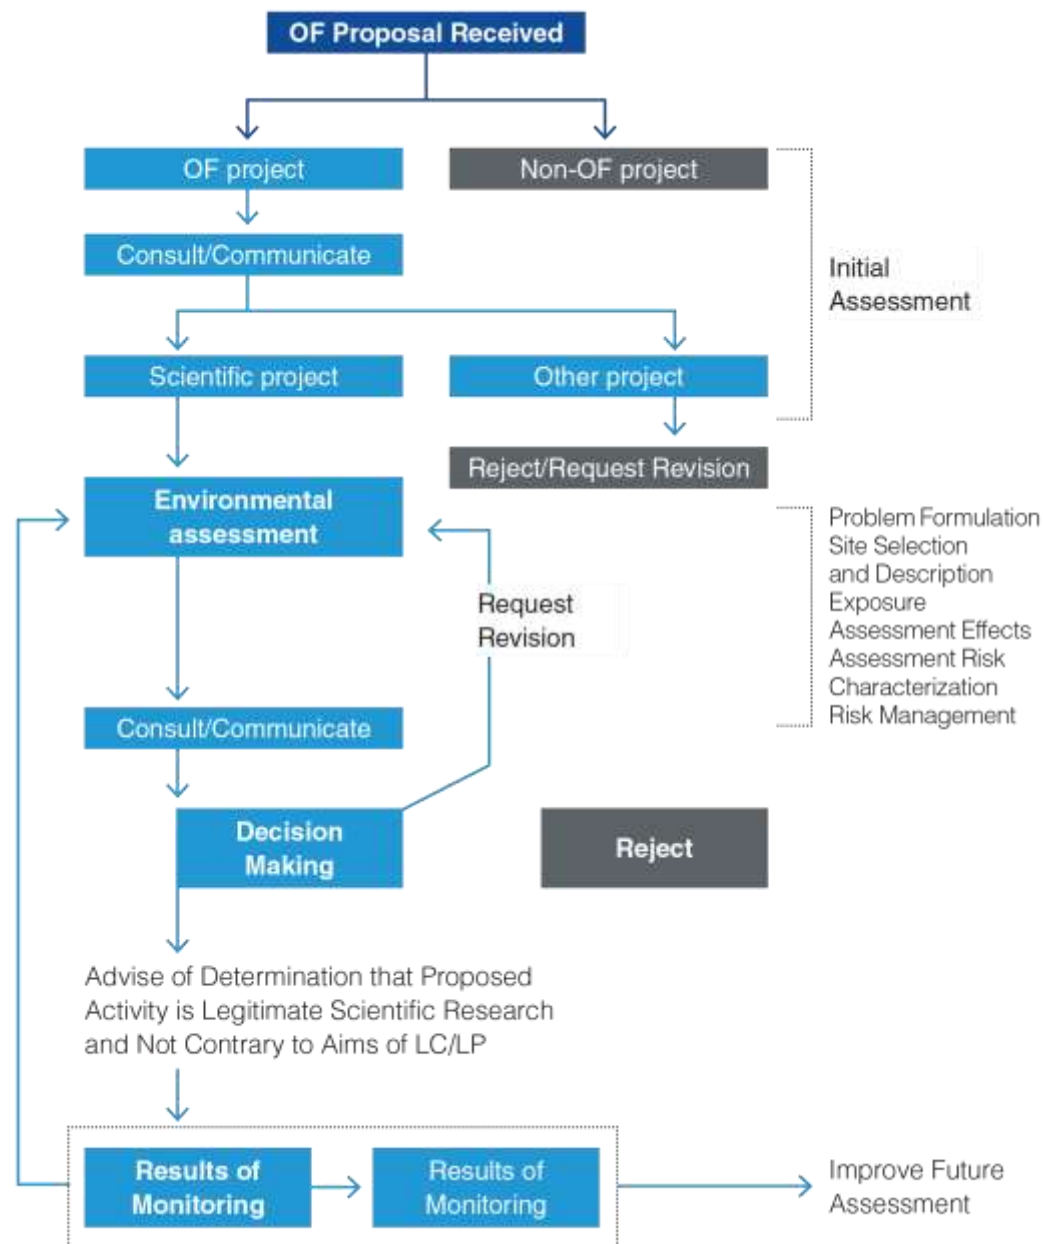 OF Proposal Received
OF project
Non-OF project
Consult/Communicate
Initial
Assessment
Scientific project
Other project
Reject/Request Revision
Environmental
assessment
Problem Formulation
Site Selection
and Description
Exposure
Assessment Effects
Assessment Risk
Characterization
Risk Management
Request
Revision
Consult/Communicate
Decision
Making
Reject
Advise of Determination that Proposed
Activity is Legitimate Scientific Research
and Not Contrary to Aims of LC/LP
Results of
Monitoring
Results of
Monitoring
Improve Future
Assessment